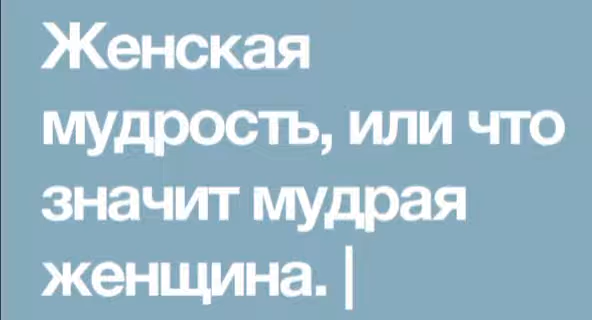 Женская
мудрость, или что
значит мудрая
женщина. |